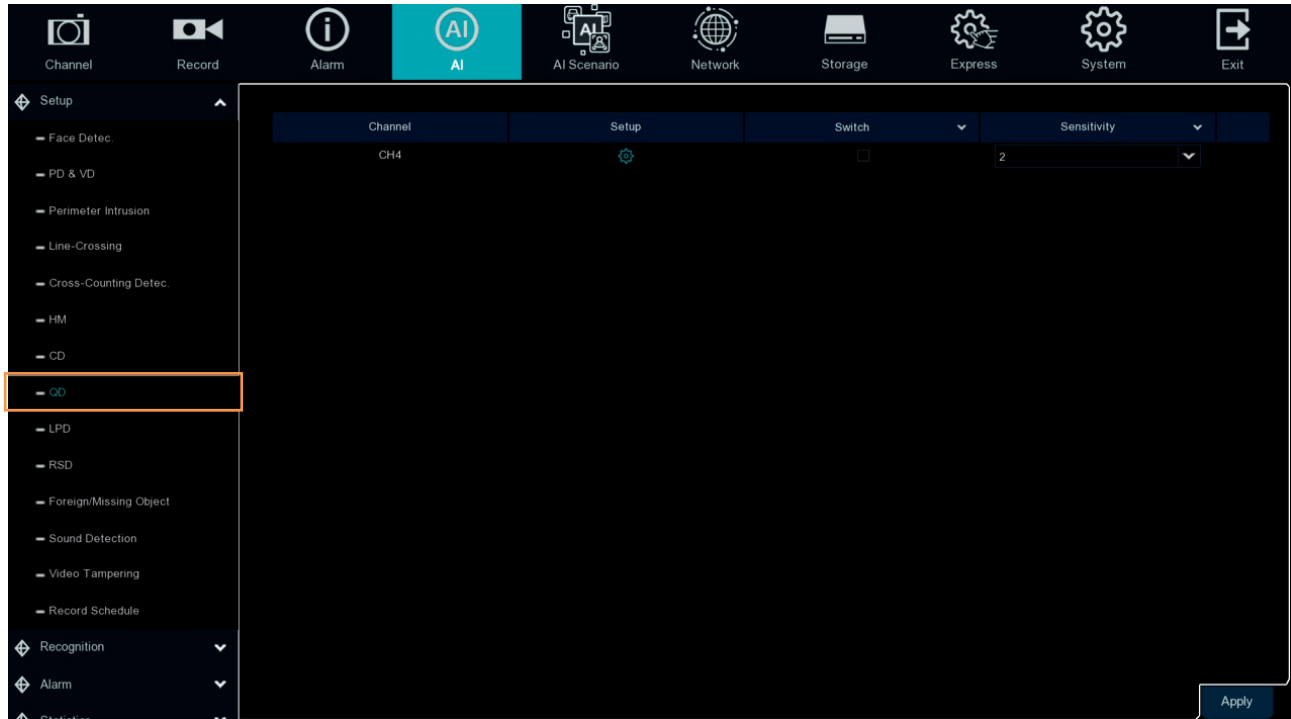 Channel Record Alarm AI AI Scenario Network Storage Express System Exit
Setup
Face Detec.
PD & VD
Perimeter Intrusion
Line-Crossing
Cross-Counting Detec.
HM
CD
QD
LPD
RSD
Foreign/Missing Object
Sound Detection
Video Tampering
Record Schedule
Recognition
Alarm
Statistics
Channel Setup Switch Sensitivity
CH4 2
Apply